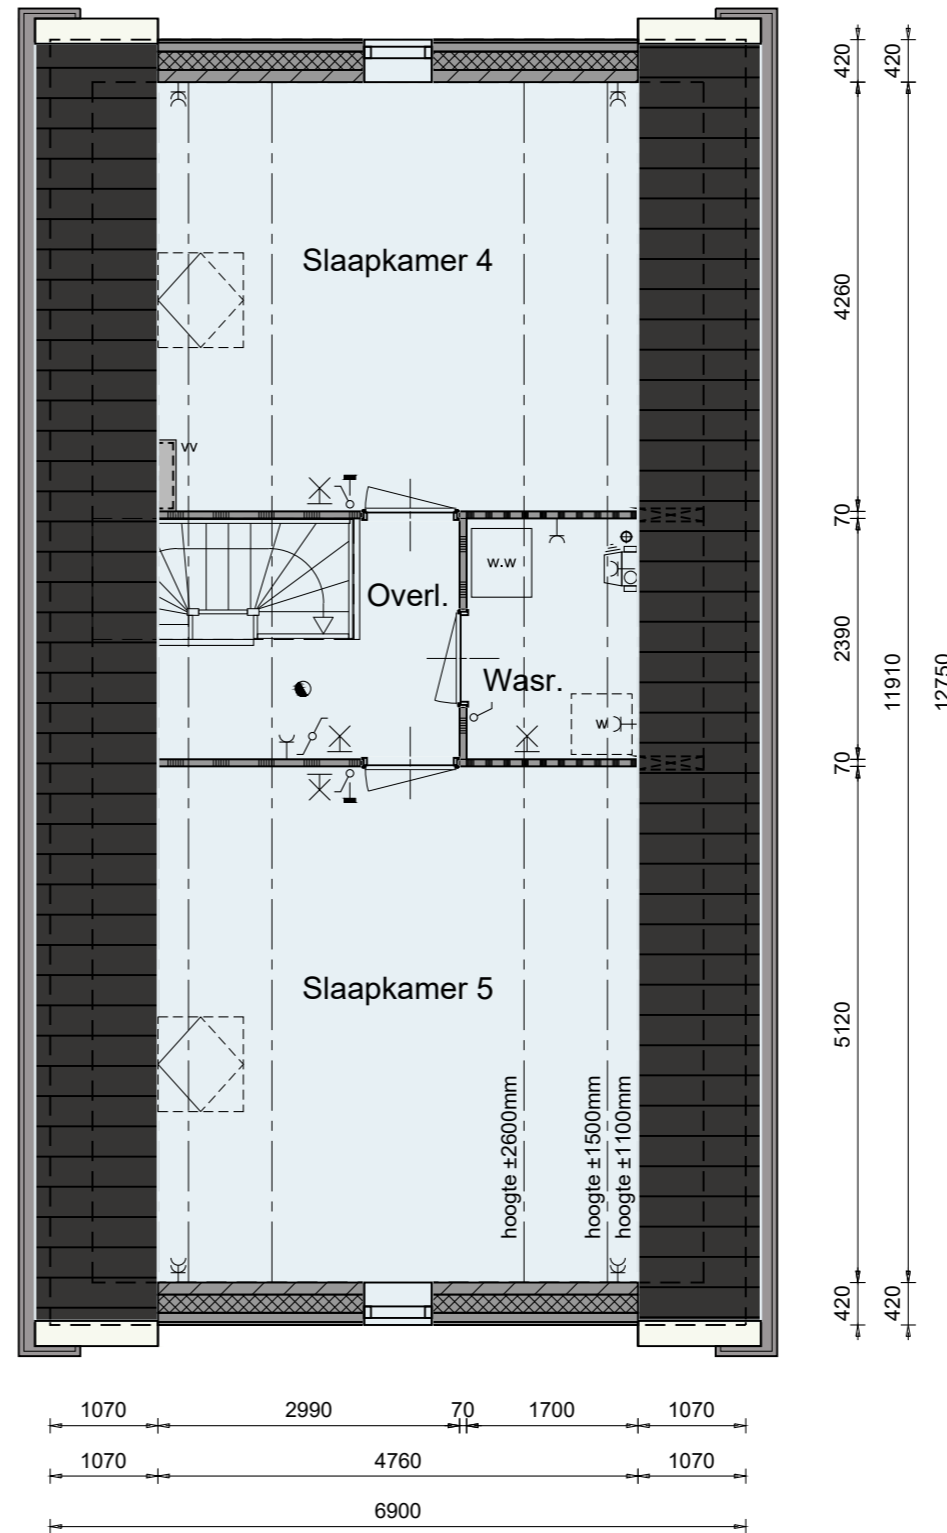 420
420
Slaapkamer 4
4260
vv
70
w.w
Overl.
2390
11910
12750
Wasr.
w
70
Slaapkamer 5
5120
hoogte ±2600mm
hoogte ±1500mm
hoogte ±1100mm
420
420
1070
2990
70
1700
1070
1070
4760
1070
6900